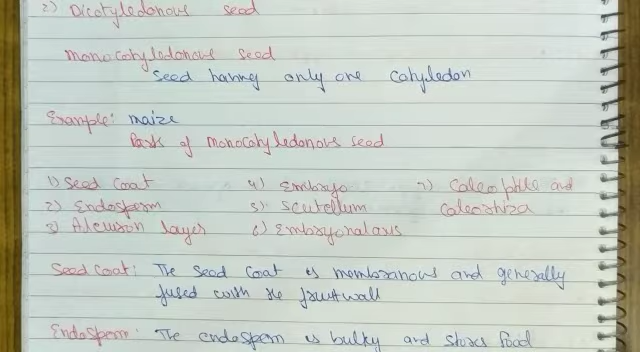 2) Dicotyledonous seed
Monocotyledonous seed
Seed having only one cotyledon
Example: maize
Parts of monocotyledonous seed
1) Seed coat 4) Embryo 7) Coleoptile and
2) Endosperm 5) Scutellum Coleorhiza
3) Aleuron layer 6) Embryonal axis
Seed coat: The seed coat is membranous and generally
fused with the fruit wall
Endosperm: The endosperm is bulky and stores food